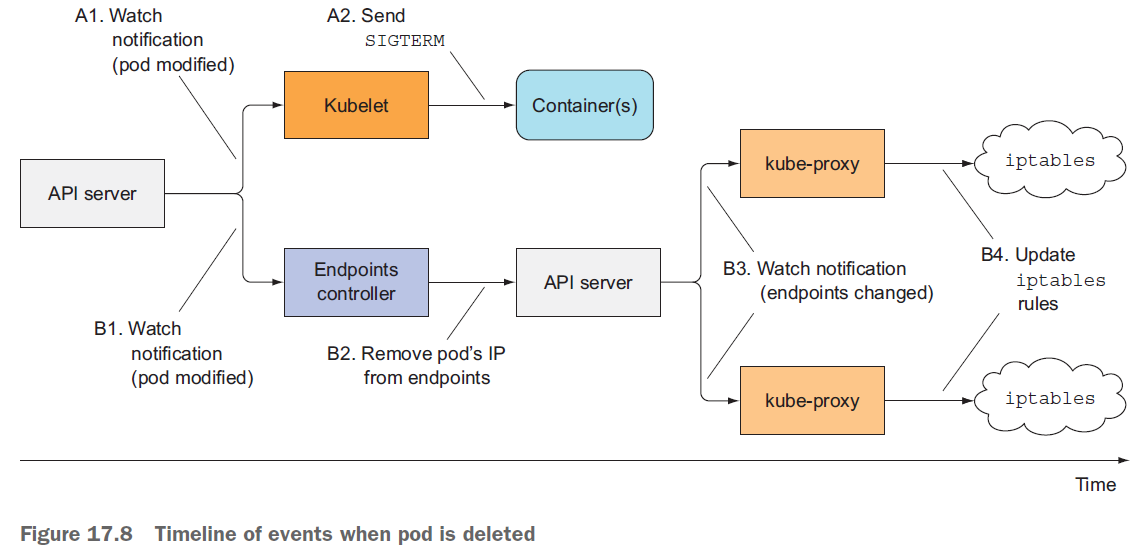 A1. Watch
notification
(pod modified)
A2. Send
SIGTERM
Kubelet
Container(s)
API server
kube-proxy
iptables
Endpoints
controller
API server
B3. Watch notification
(endpoints changed)
B4. Update
iptables
rules
B1. Watch
notification
(pod modified)
B2. Remove pod’s IP
from endpoints
kube-proxy
iptables
Time
Figure 17.8 Timeline of events when pod is deleted